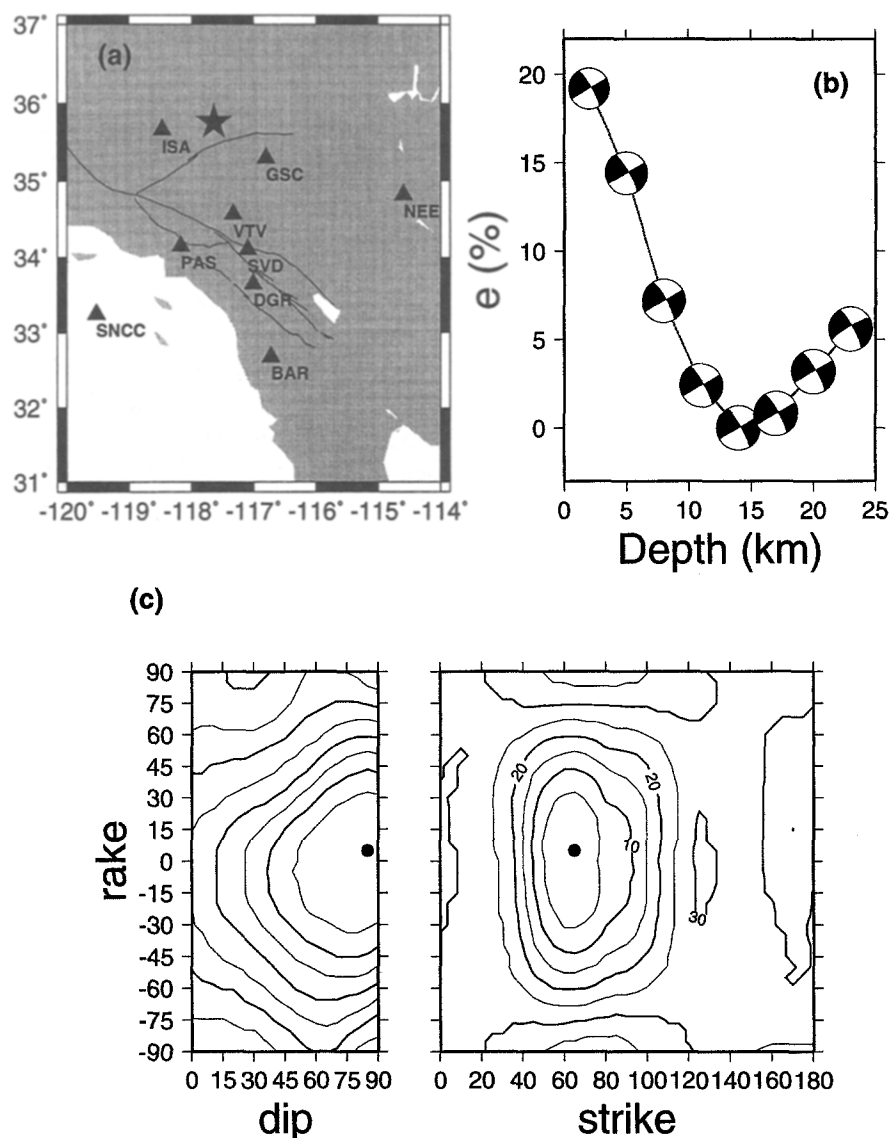 (a)
37˚
36˚
35˚
34˚
33˚
32˚
31˚
-120˚ -119˚ -118˚ -117˚ -116˚ -115˚ -114˚
ISA
GSC
NEE
VTV
PAS
SVD
DGR
SNCC
BAR
(b)
e (%)
20
15
10
5
0
0 5 10 15 20 25
Depth (km)
(c)
rake
90
75
60
45
30
15
0
-15
-30
-45
-60
-75
-90
0 15 30 45 60 75 90
dip
20
20
10
30
0 20 40 60 80 100 120 140 160 180
strike